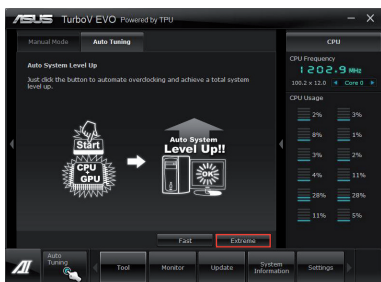 ASUS TurboV EVO Powered by TPU
Manual Mode Auto Tuning
Auto System Level Up
Just click the button to automate overclocking and achieve a total system
level up.
Start
CPU
GPU
Auto System
Level Up!!
OK
Fast Extreme
CPU
CPU Frequency
1202.9 MHz
100.2 x 12.0 Core 0
CPU Usage
2% 3%
8% 1%
3% 2%
4% 11%
28% 28%
11% 5%
Auto
Tuning
Tool Monitor Update System
Information Settings